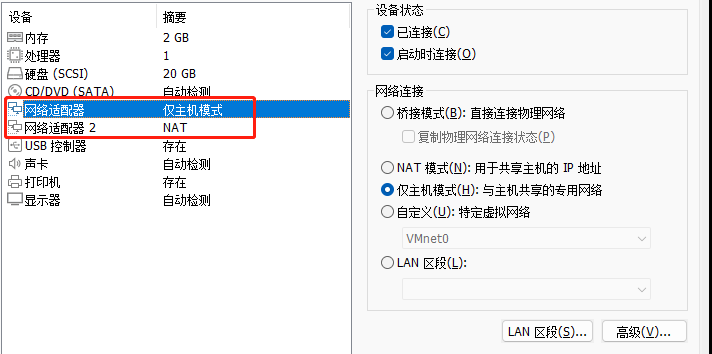 设备 摘要
内存 2 GB
处理器 1
硬盘 (SCSI) 20 GB
CD/DVD (SATA) 自动检测
网络适配器 仅主机模式
网络适配器 2 NAT
USB 控制器 存在
声卡 自动检测
打印机 存在
显示器 自动检测
设备状态
已连接(C)
启动时连接(O)
网络连接
桥接模式(B): 直接连接物理网络
复制物理网络连接状态(P)
NAT 模式(N): 用于共享主机的 IP 地址
仅主机模式(H): 与主机共享的专用网络
自定义(U): 特定虚拟网络
VMnet0
LAN 区段(L):
LAN 区段(S)... 高级(V)...